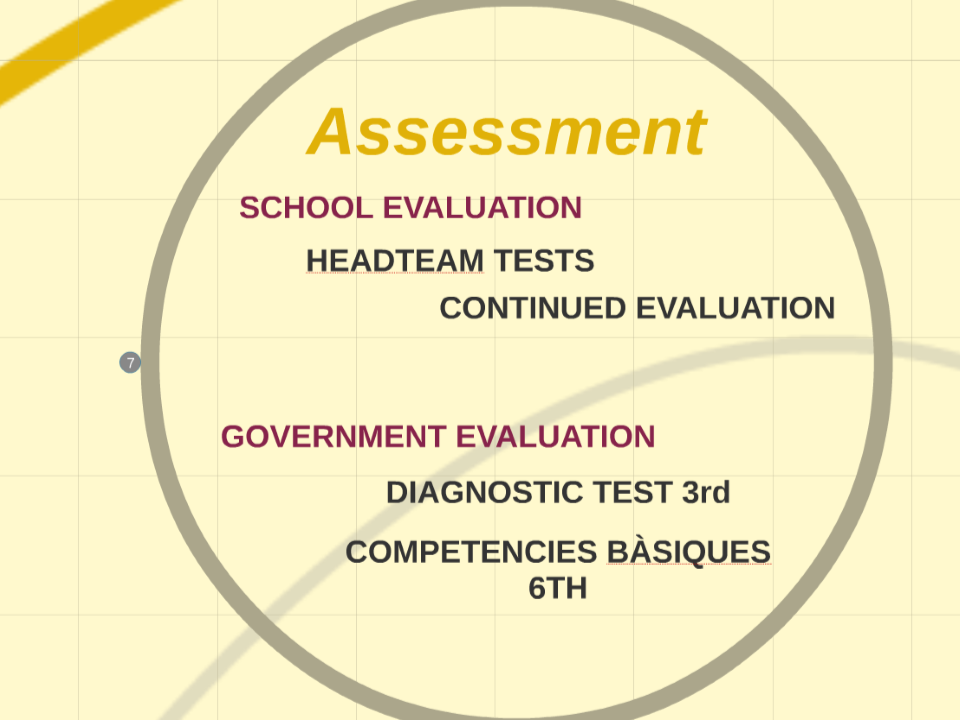 Assessment
SCHOOL EVALUATION
HEADTEAM TESTS
CONTINUED EVALUATION
7
GOVERNMENT EVALUATION
DIAGNOSTIC TEST 3rd
COMPETENCIES BÀSIQUES
6TH